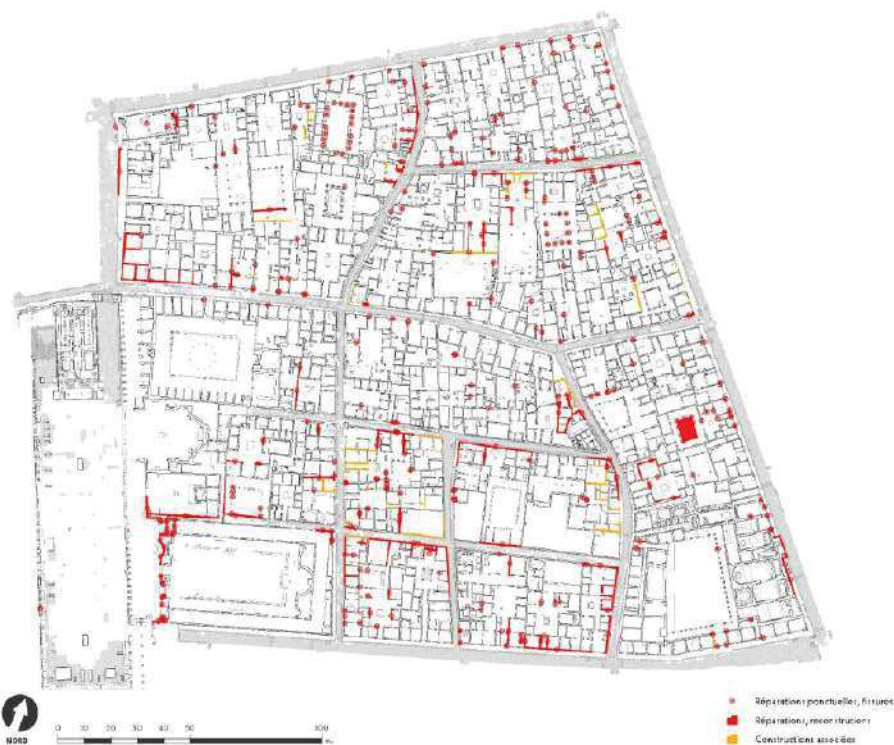 Réparations ponctuelles, fissures
Réparations, reconstructions
Constructions associées
NORD
0 10 20 30 40 50 100